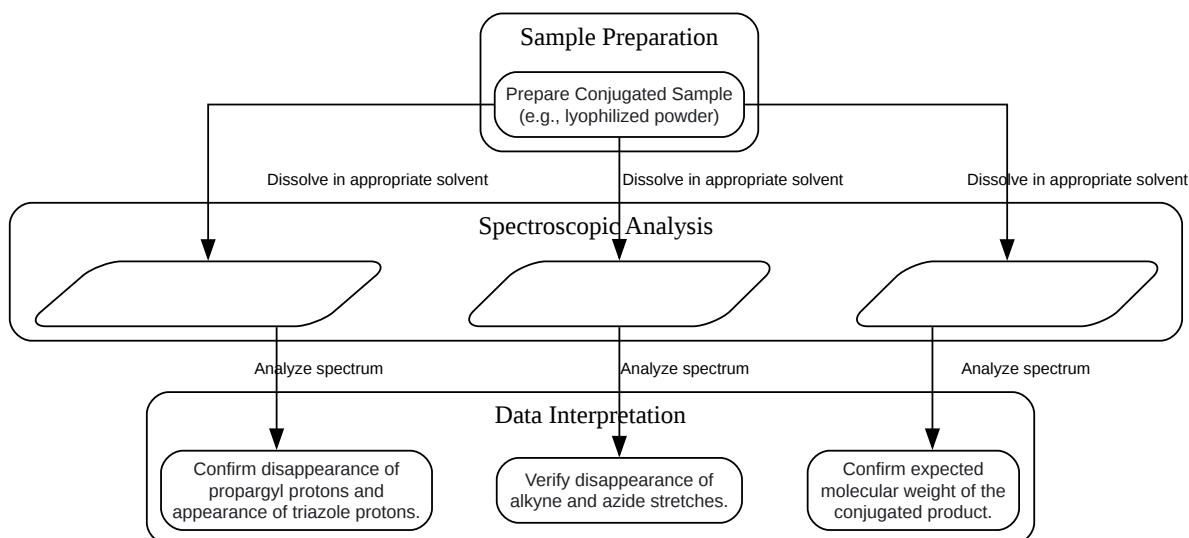 Sample Preparation
Prepare Conjugated Sample
(e.g., lyophilized powder)
Dissolve in appropriate solvent
Dissolve in appropriate solvent
Dissolve in appropriate solvent
Spectroscopic Analysis
Analyze spectrum
Analyze spectrum
Analyze spectrum
Data Interpretation
Confirm disappearance of
propargyl protons and
appearance of triazole protons.
Verify disappearance of
alkyne and azide stretches.
Confirm expected
molecular weight of the
conjugated product.